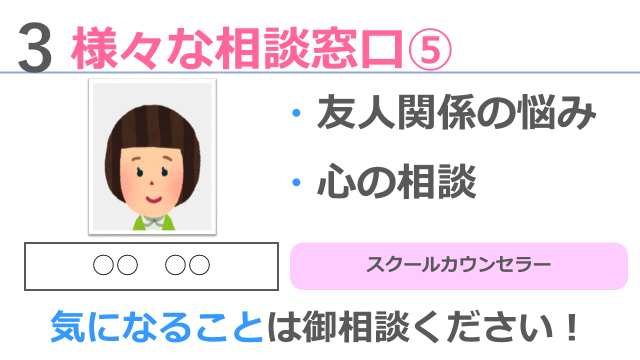 3 様々な相談窓口⑤
・友人関係の悩み
・心の相談
○○　○○
スクールカウンセラー
気になることは御相談ください！